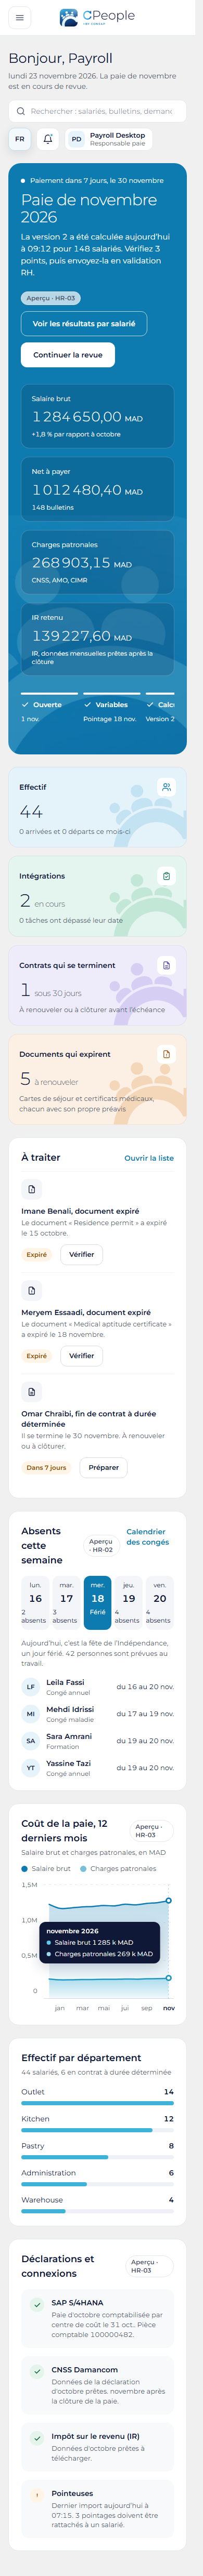 CPeople
Bonjour, Payroll
lundi 23 novembre 2026. La paie de novembre
est en cours de revue.
Rechercher : salariés, bulletins, deman
FR
PD
Payroll Desktop
Responsable paie
Paiement dans 7 jours, le 30 novembre
Paie de novembre
2026
La version 2 a été calculée aujourd'hui
à 09:12 pour 148 salariés. Vérifiez 3
points, puis envoyez-la en validation
RH.
Aperçu · HR-03
Voir les résultats par salarié
Continuer la revue
Salaire brut
1 284 650,00 MAD
+1,8 % par rapport à octobre
Net à payer
1 012 480,40 MAD
148 bulletins
Charges patronales
268 903,15 MAD
CNSS, AMO, CIMR
IR retenu
139 227,60 MAD
IR, données mensuelles prêtes après la
clôture
Ouverte
1 nov.
Variables
Pointage 18 nov.
Calcu
Version 2
Effectif
44
0 arrivées et 0 départs ce mois-ci
Intégrations
2 en cours
0 tâches ont dépassé leur date
Contrats qui se terminent
1 sous 30 jours
À renouveler ou à clôturer avant l'échéance
Documents qui expirent
5 à renouveler
Cartes de séjour et certificats médicaux,
chacun avec son propre préavis
À traiter
Ouvrir la liste
Imane Benali, document expiré
Le document « Residence permit » a expiré
le 15 octobre.
Expiré
Vérifier
Meryem Essaadi, document expiré
Le document « Medical aptitude certificate »
a expiré le 18 novembre.
Expiré
Vérifier
Omar Chraibi, fin de contrat à durée
déterminée
Il se termine le 30 novembre. À renouveler
ou à clôturer.
Dans 7 jours
Préparer
Absents
cette
semaine
Aperçu
· HR-02
Calendrier
des congés
lun.
16
2
absents
mar.
17
3
absents
mer.
18
Férié
jeu.
19
4
absents
ven.
20
4
absents
Aujourd'hui, c'est la fête de l'Indépendance,
un jour férié. 42 personnes sont prévues au
travail.
LF
Leila Fassi
Congé annuel
du 16 au 20 nov.
MI
Mehdi Idrissi
Congé maladie
du 17 au 19 nov.
SA
Sara Amrani
Formation
du 19 au 20 nov.
YT
Yassine Tazi
Congé annuel
du 19 au 20 nov.
Coût de la paie, 12
derniers mois
Aperçu ·
HR-03
Salaire brut et charges patronales, en MAD
Salaire brut
Charges patronales
1,5M
1,0M
0,5M
0
novembre 2026
Salaire brut 1 285 k MAD
Charges patronales 269 k MAD
jan
mar
mai
jui
sep
nov
Effectif par département
44 salariés, 6 en contrat à durée déterminée
Outlet 14
Kitchen 12
Pastry 8
Administration 6
Warehouse 4
Déclarations et
connexions
Aperçu ·
HR-03
SAP S/4HANA
Paie d'octobre comptabilisée par
centre de coût le 31 oct.. Pièce
comptable 100000482.
CNSS Damancom
Données de la déclaration
d'octobre prêtes. novembre après
la clôture de la paie.
Impôt sur le revenu (IR)
Données d'octobre prêtes à
télécharger.
Pointeuses
Dernier import aujourd'hui à
07:15. 3 pointages doivent être
rattachés à un salarié.